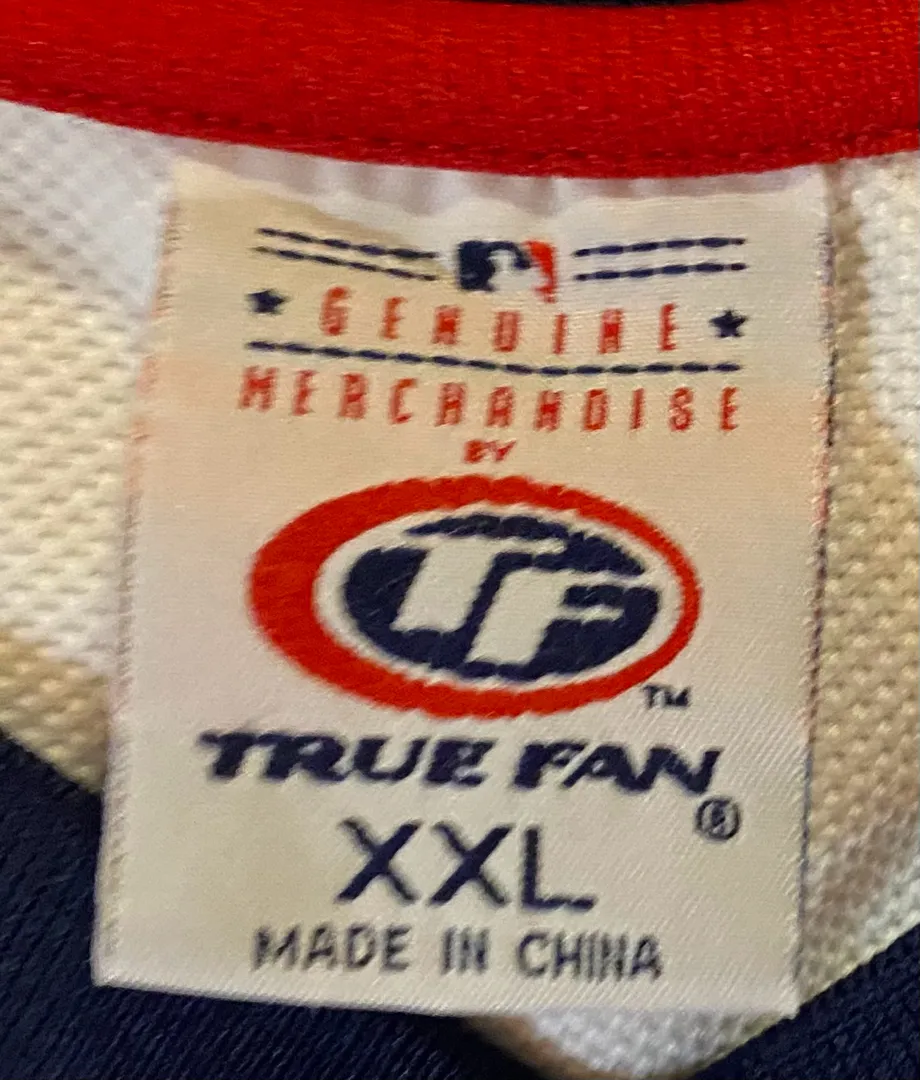 GENUINE
MERCHANDISE
BY
TF
TM
TRUE FAN
®
XXL
MADE IN CHINA